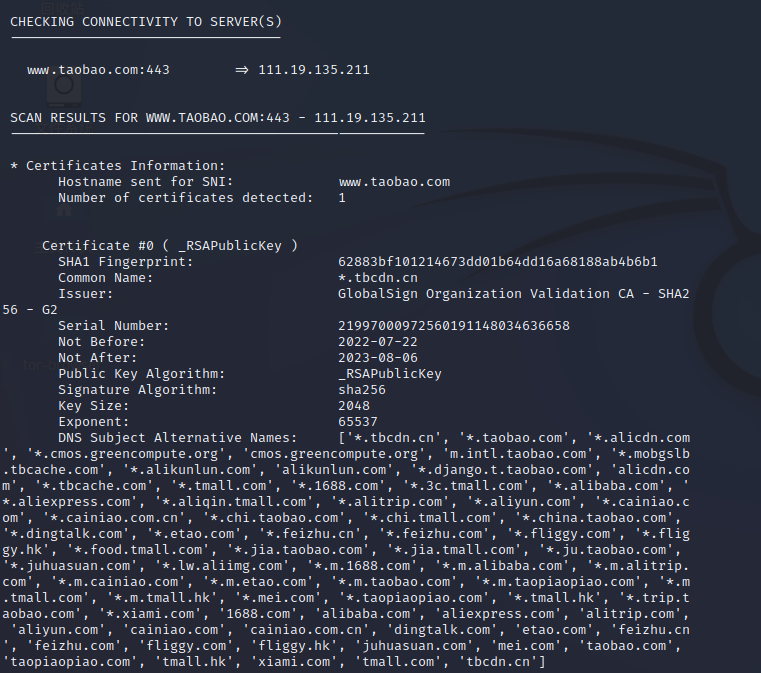 CHECKING CONNECTIVITY TO SERVER(S)
www.taobao.com:443 => 111.19.135.211
SCAN RESULTS FOR WWW.TAOBAO.COM:443 - 111.19.135.211
* Certificates Information:
Hostname sent for SNI: www.taobao.com
Number of certificates detected: 1
Certificate #0 ( _RSAPublicKey )
SHA1 Fingerprint: 62883bf101214673dd01b64dd16a68188ab4b6b1
Common Name: *.tbcdn.cn
Issuer: GlobalSign Organization Validation CA - SHA2
56 - G2
Serial Number: 21997000972560191148034636658
Not Before: 2022-07-22
Not After: 2023-08-06
Public Key Algorithm: _RSAPublicKey
Signature Algorithm: sha256
Key Size: 2048
Exponent: 65537
DNS Subject Alternative Names: ['*.tbcdn.cn', '*.taobao.com', '*.alicdn.com
', '*.cmos.greencompute.org', 'cmos.greencompute.org', 'm.intl.taobao.com', '*.mobgslb
.tbcache.com', '*.alikunlun.com', 'alikunlun.com', '*.django.t.taobao.com', 'alicdn.co
m', '*.tbcache.com', '*.tmall.com', '*.1688.com', '*.3c.tmall.com', '*.alibaba.com', '
*.aliexpress.com', '*.aliqin.tmall.com', '*.alitrip.com', '*.aliyun.com', '*.cainiao.c
om', '*.cainiao.com.cn', '*.chi.taobao.com', '*.chi.tmall.com', '*.china.taobao.com',
'*.dingtalk.com', '*.etao.com', '*.feizhu.cn', '*.feizhu.com', '*.fliggy.com', '*.flig
gy.hk', '*.food.tmall.com', '*.jia.taobao.com', '*.jia.tmall.com', '*.ju.taobao.com',
'*.juhuasuan.com', '*.lw.aliimg.com', '*.m.1688.com', '*.m.alibaba.com', '*.m.alitrip.
com', '*.m.cainiao.com', '*.m.etao.com', '*.m.taobao.com', '*.m.taopiaopiao.com', '*.m
.tmall.com', '*.m.tmall.hk', '*.mei.com', '*.taopiaopiao.com', '*.tmall.hk', '*.trip.t
aobao.com', '*.xiami.com', '1688.com', 'alibaba.com', 'aliexpress.com', 'alitrip.com',
'aliyun.com', 'cainiao.com', 'cainiao.com.cn', 'dingtalk.com', 'etao.com', 'feizhu.cn
', 'feizhu.com', 'fliggy.com', 'fliggy.hk', 'juhuasuan.com', 'mei.com', 'taobao.com',
'taopiaopiao.com', 'tmall.hk', 'xiami.com', 'tmall.com', 'tbcdn.cn']